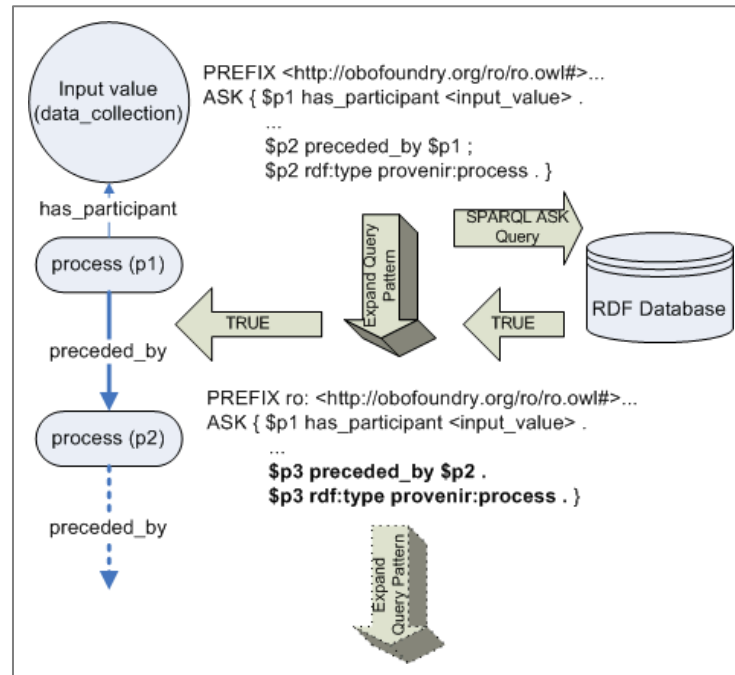 Input value
(data_collection)
PREFIX <http://obofoundry.org/ro/ro.owl#>...
ASK { $p1 has_participant <input_value> .
...
$p2 preceded_by $p1 ;
$p2 rdf:type provenir:process . }
has_participant
process (p1)
Expand Query
Pattern
SPARQL ASK
Query
RDF Database
TRUE
TRUE
preceded_by
PREFIX ro: <http://obofoundry.org/ro/ro.owl#>...
ASK { $p1 has_participant <input_value> .
...
$p3 preceded_by $p2 .
$p3 rdf:type provenir:process . }
process (p2)
preceded_by
Expand
Query Pattern